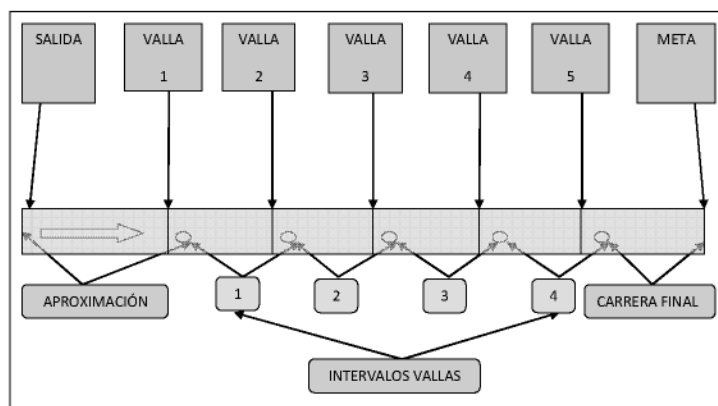 SALIDA
VALLA
1
VALLA
2
VALLA
3
VALLA
4
VALLA
5
META
APROXIMACIÓN
1
2
3
4
CARRERA FINAL
INTERVALOS VALLAS